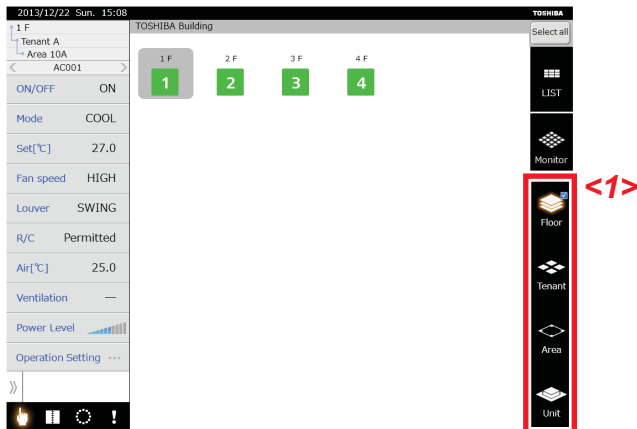 2013/12/22 Sun. 15:08
TOSHIBA
1 F
Tenant A
Area 10A
AC001
ON/OFF ON
Mode COOL
Set[℃] 27.0
Fan speed HIGH
Louver SWING
R/C Permitted
Air[℃] 25.0
Ventilation —
Power Level
Operation Setting ···
TOSHIBA Building
1 F 2 F 3 F 4 F
1 2 3 4
Select all
LIST
Monitor
<1>
Floor
Tenant
Area
Unit